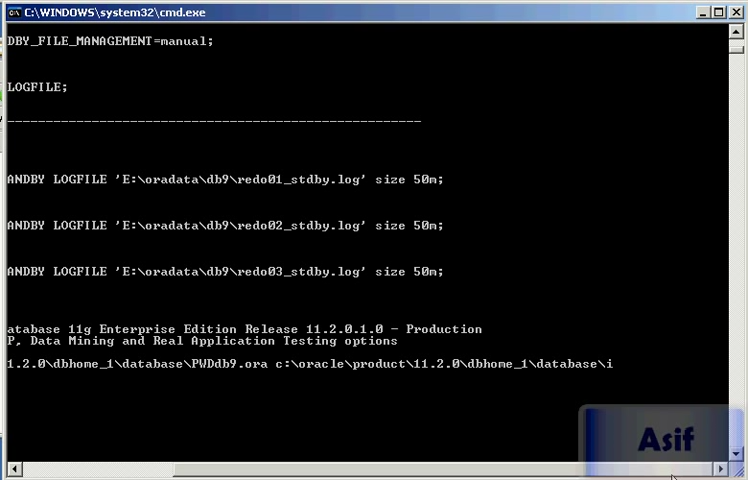 C:\WINDOWS\system32\cmd.exe
DBY_FILE_MANAGEMENT=manual;
LOGFILE;
ANDBY LOGFILE 'E:\oradata\db9\redo01_stdby.log' size 50m;
ANDBY LOGFILE 'E:\oradata\db9\redo02_stdby.log' size 50m;
ANDBY LOGFILE 'E:\oradata\db9\redo03_stdby.log' size 50m;
atabase 11g Enterprise Edition Release 11.2.0.1.0 - Production
P, Data Mining and Real Application Testing options
1.2.0\dbhome_1\database\PWDdb9.ora c:\oracle\product\11.2.0\dbhome_1\database\i
Asif